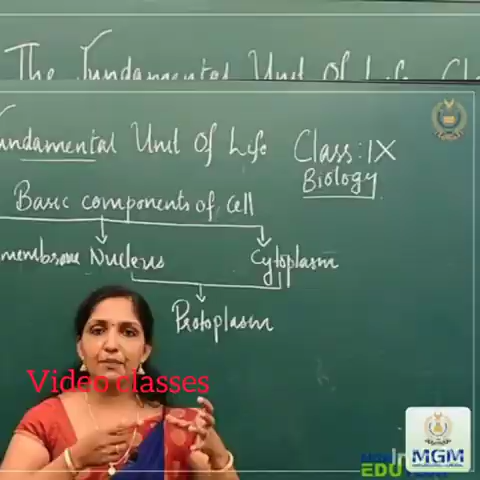 The Fundamental Unit Of Life
Fundamental Unit Of Life Class: IX
Biology
Basic components of cell
membrane Nucleus Cytoplasm
Protoplasm
Video classes
MGM
EDU